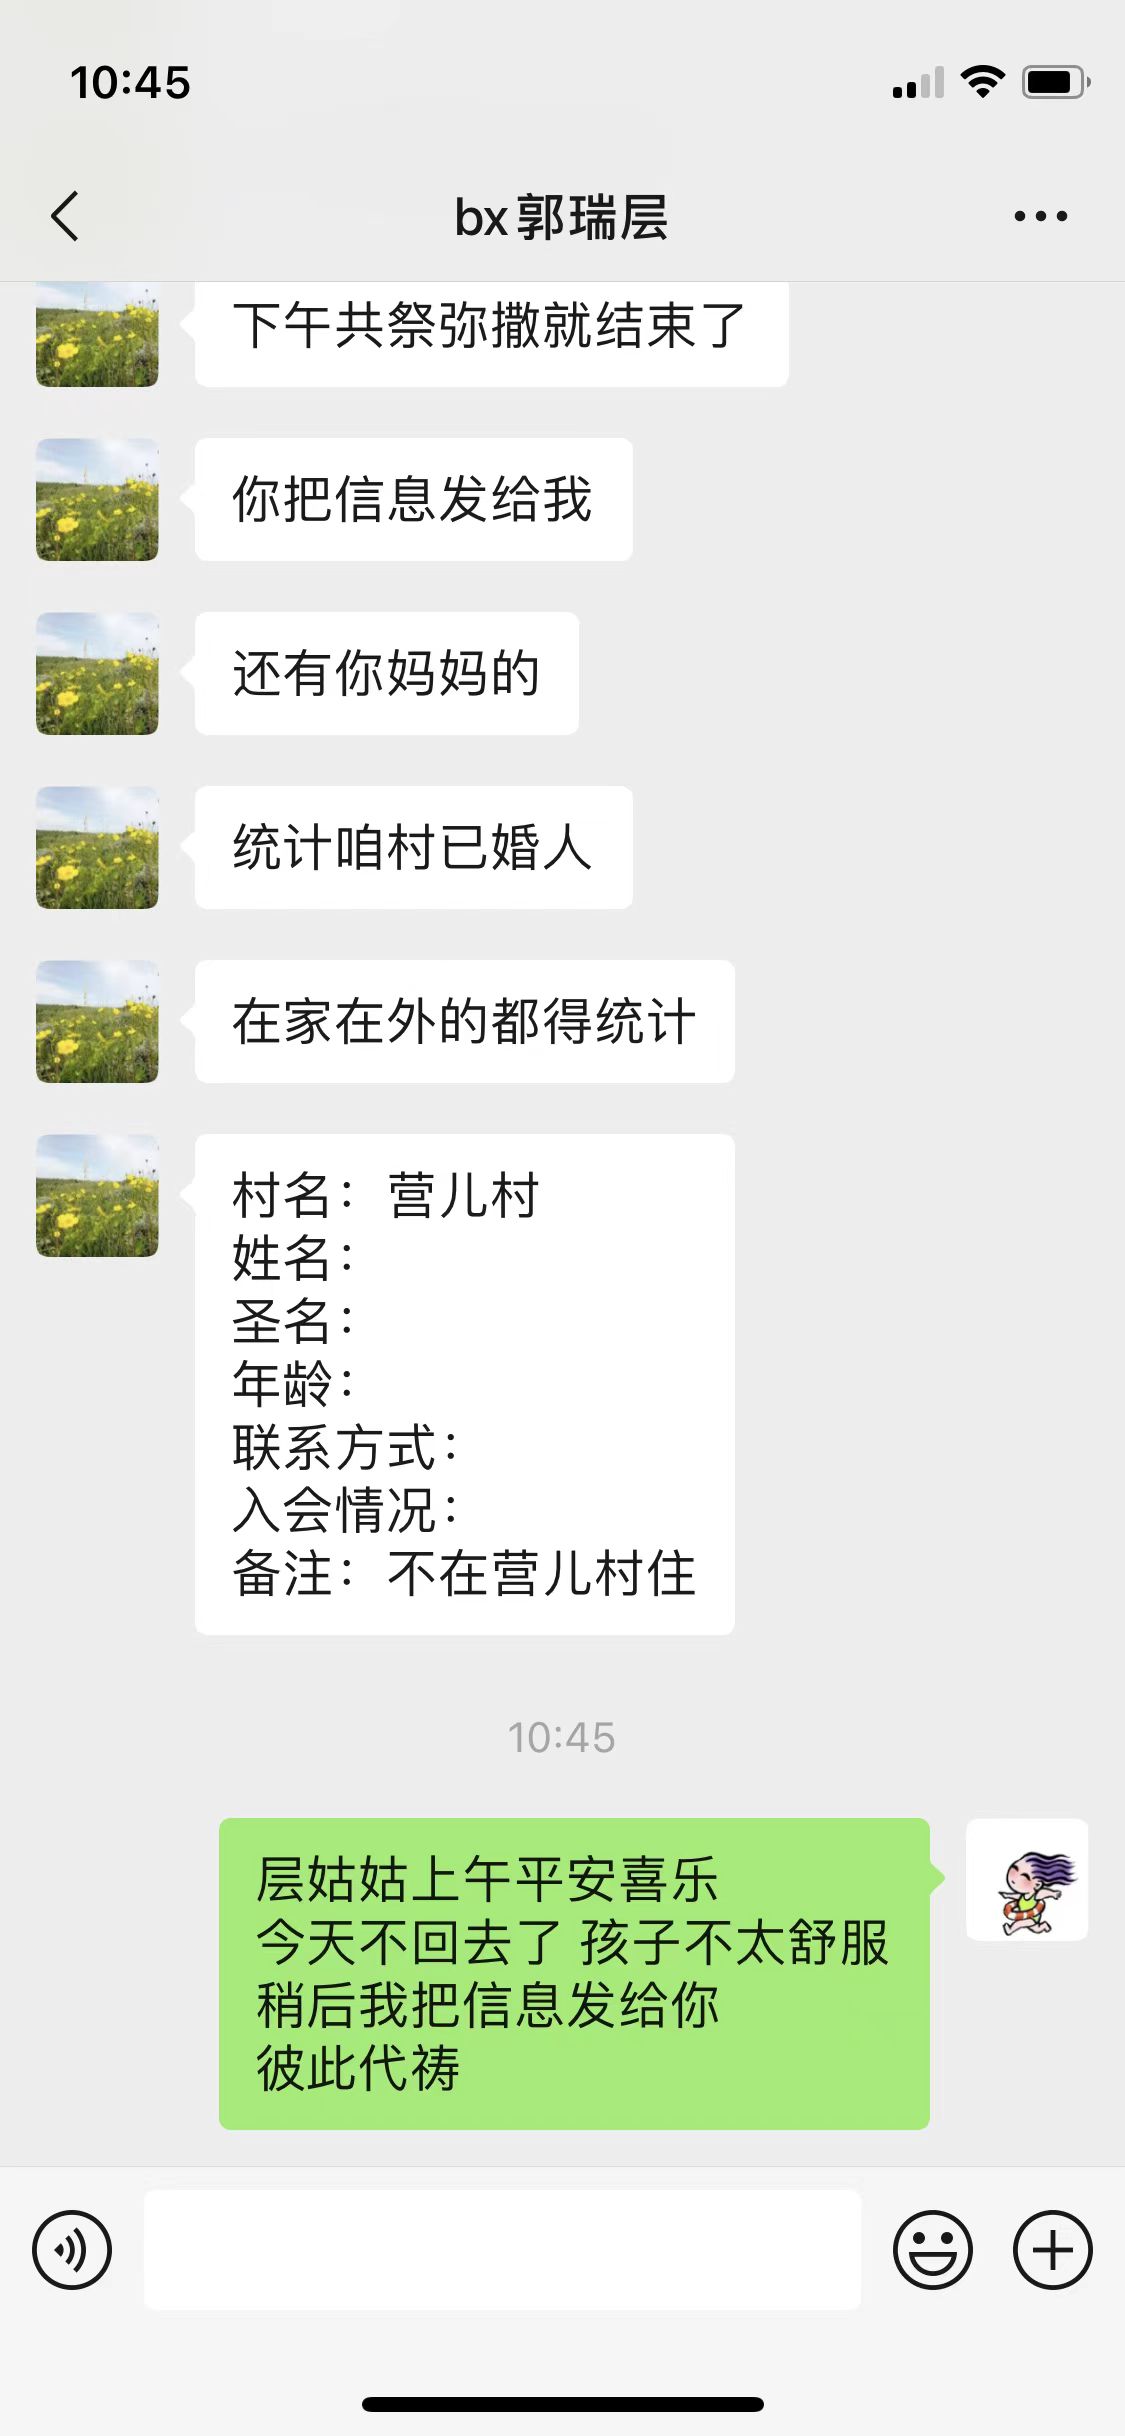 10:45
bx郭瑞层
下午共祭弥撒就结束了
你把信息发给我
还有你妈妈的
统计咱村已婚人
在家在外的都得统计
村名：营儿村
姓名：
圣名：
年龄：
联系方式：
入会情况：
备注：不在营儿村住
10:45
层姑姑上午平安喜乐
今天不回去了 孩子不太舒服
稍后我把信息发给你
彼此代祷